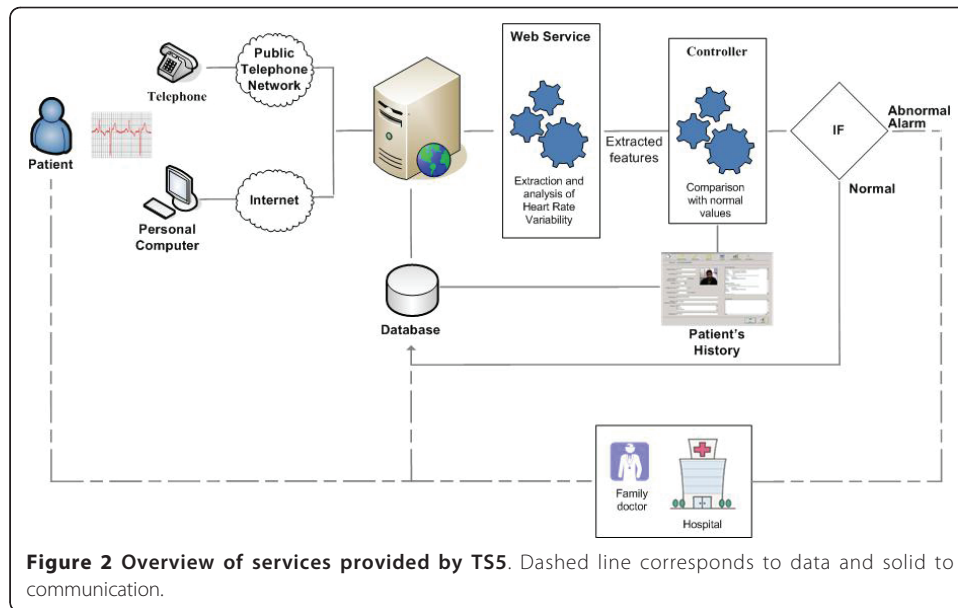 Public
Telephone
Network
Telephone
Patient
Internet
Personal
Computer
Web Service
Extraction and
analysis of
Heart Rate
Variability
Extracted
features
Controller
Comparison
with normal
values
IF
Abnormal
Alarm
Normal
Database
Patient's
History
Family
doctor
Hospital
Figure 2 Overview of services provided by TS5. Dashed line corresponds to data and solid to
communication.